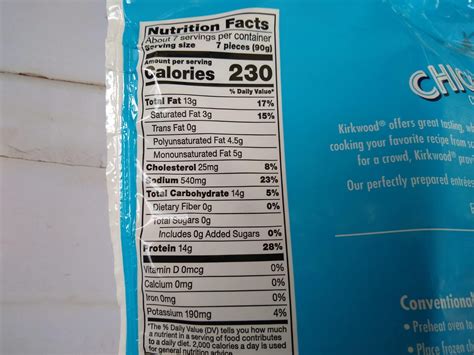 Nutrition Facts
About 7 servings per container
Serving size 7 pieces (90g)
Amount per serving
Calories 230
% Daily Value*
Total Fat 13g 17%
Saturated Fat 3g 15%
Trans Fat 0g
Polyunsaturated Fat 4.5g
Monounsaturated Fat 5g
Cholesterol 25mg 8%
Sodium 540mg 23%
Total Carbohydrate 14g 5%
Dietary Fiber 0g 0%
Total Sugars 0g
Includes 0g Added Sugars 0%
Protein 14g 28%
Vitamin D 0mcg 0%
Calcium 0mg 0%
Iron 0mg 0%
Potassium 190mg 4%
*The % Daily Value (DV) tells you how much
a nutrient in a serving of food contributes
to a daily diet. 2,000 calories a day is used
for general nutrition advice.
CHIC
Kirkwood® offers great tasting,
cooking your favorite recipe from sc
for a crowd, Kirkwood® pro
Our perfectly prepared entrées
Conventional
• Preheat oven to
• Place frozen ch